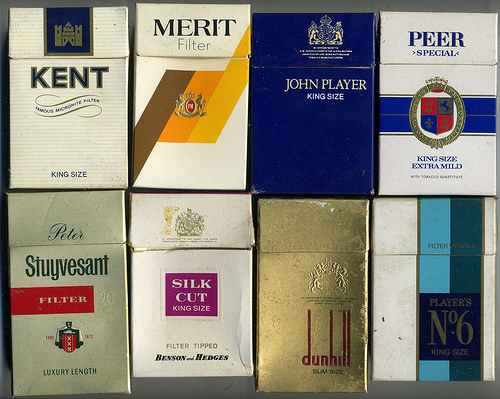 KENT
FAMOUS MICRONITE FILTER
KING SIZE
MERIT
Filter
JOHN PLAYER
KING SIZE
PEER
SPECIAL
KING SIZE
EXTRA MILD
WITH TOBACCO SUBSTITUTE
Peter
Stuyvesant
FILTER 20
LUXURY LENGTH
SILK
CUT
KING SIZE
FILTER TIPPED
BENSON and HEDGES
dunhill
SLIM SIZE
FILTER VIRGINIA
PLAYER'S
No6
KING SIZE